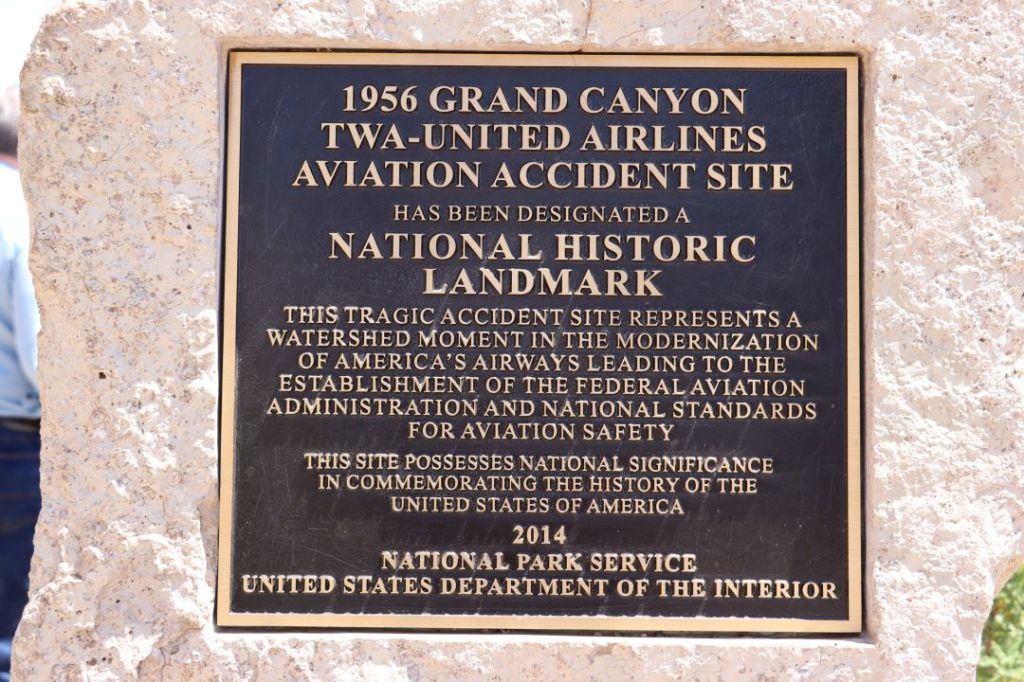 1956 GRAND CANYON
TWA-UNITED AIRLINES
AVIATION ACCIDENT SITE
HAS BEEN DESIGNATED A
NATIONAL HISTORIC
LANDMARK
THIS TRAGIC ACCIDENT SITE REPRESENTS A
WATERSHED MOMENT IN THE MODERNIZATION
OF AMERICA'S AIRWAYS LEADING TO THE
ESTABLISHMENT OF THE FEDERAL AVIATION
ADMINISTRATION AND NATIONAL STANDARDS
FOR AVIATION SAFETY
THIS SITE POSSESSES NATIONAL SIGNIFICANCE
IN COMMEMORATING THE HISTORY OF THE
UNITED STATES OF AMERICA
2014
NATIONAL PARK SERVICE
UNITED STATES DEPARTMENT OF THE INTERIOR